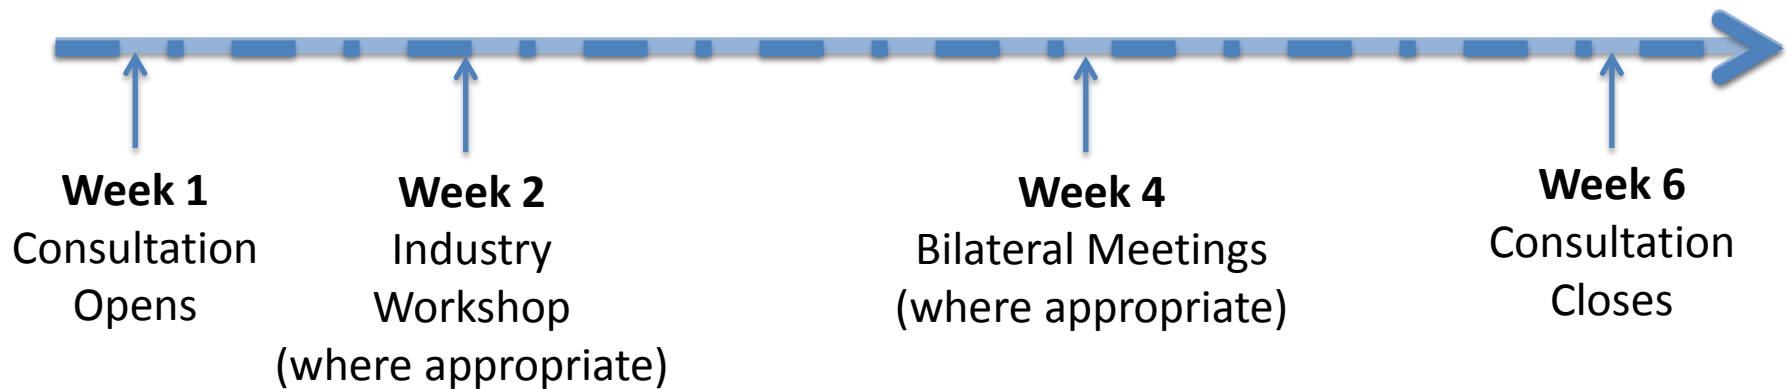 Week 1
Consultation
Opens
Week 2
Industry
Workshop
(where appropriate)
Week 4
Bilateral Meetings
(where appropriate)
Week 6
Consultation
Closes